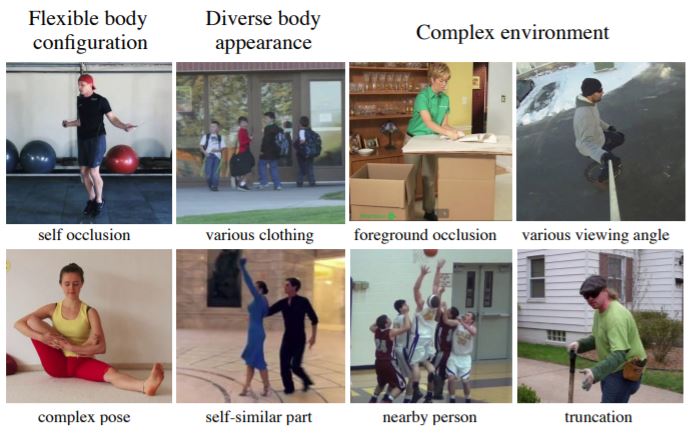 Flexible body
configuration
Diverse body
appearance
Complex environment
self occlusion
various clothing
foreground occlusion
various viewing angle
complex pose
self-similar part
nearby person
truncation